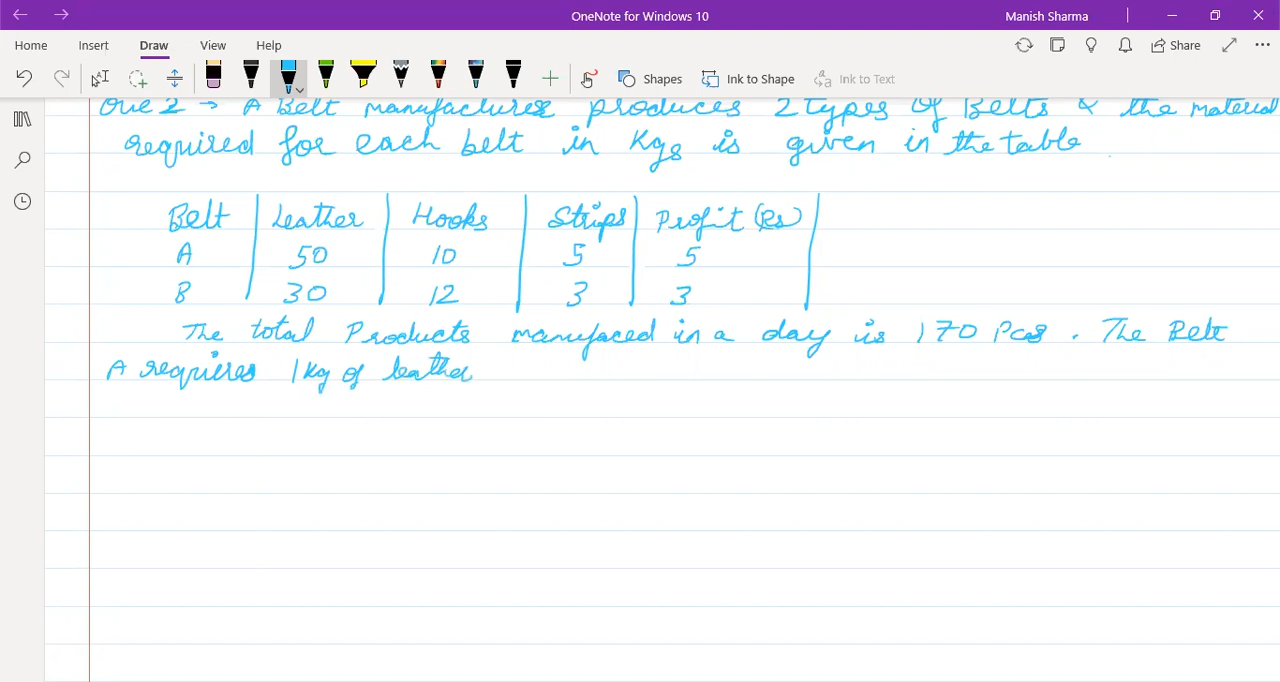 OneNote for Windows 10
Manish Sharma
Home Insert Draw View Help
Share
Shapes Ink to Shape Ink to Text
Que 2 → A Belt manufactures produces 2 types of Belts & the material
required for each belt in Kgs is given in the table
Belt Leather Hooks Strips Profit (Rs)
A 50 10 5 5
B 30 12 3 3
The total Products manufaced in a day is 170 Pcs . The Belt
A requires 1 kg of leather